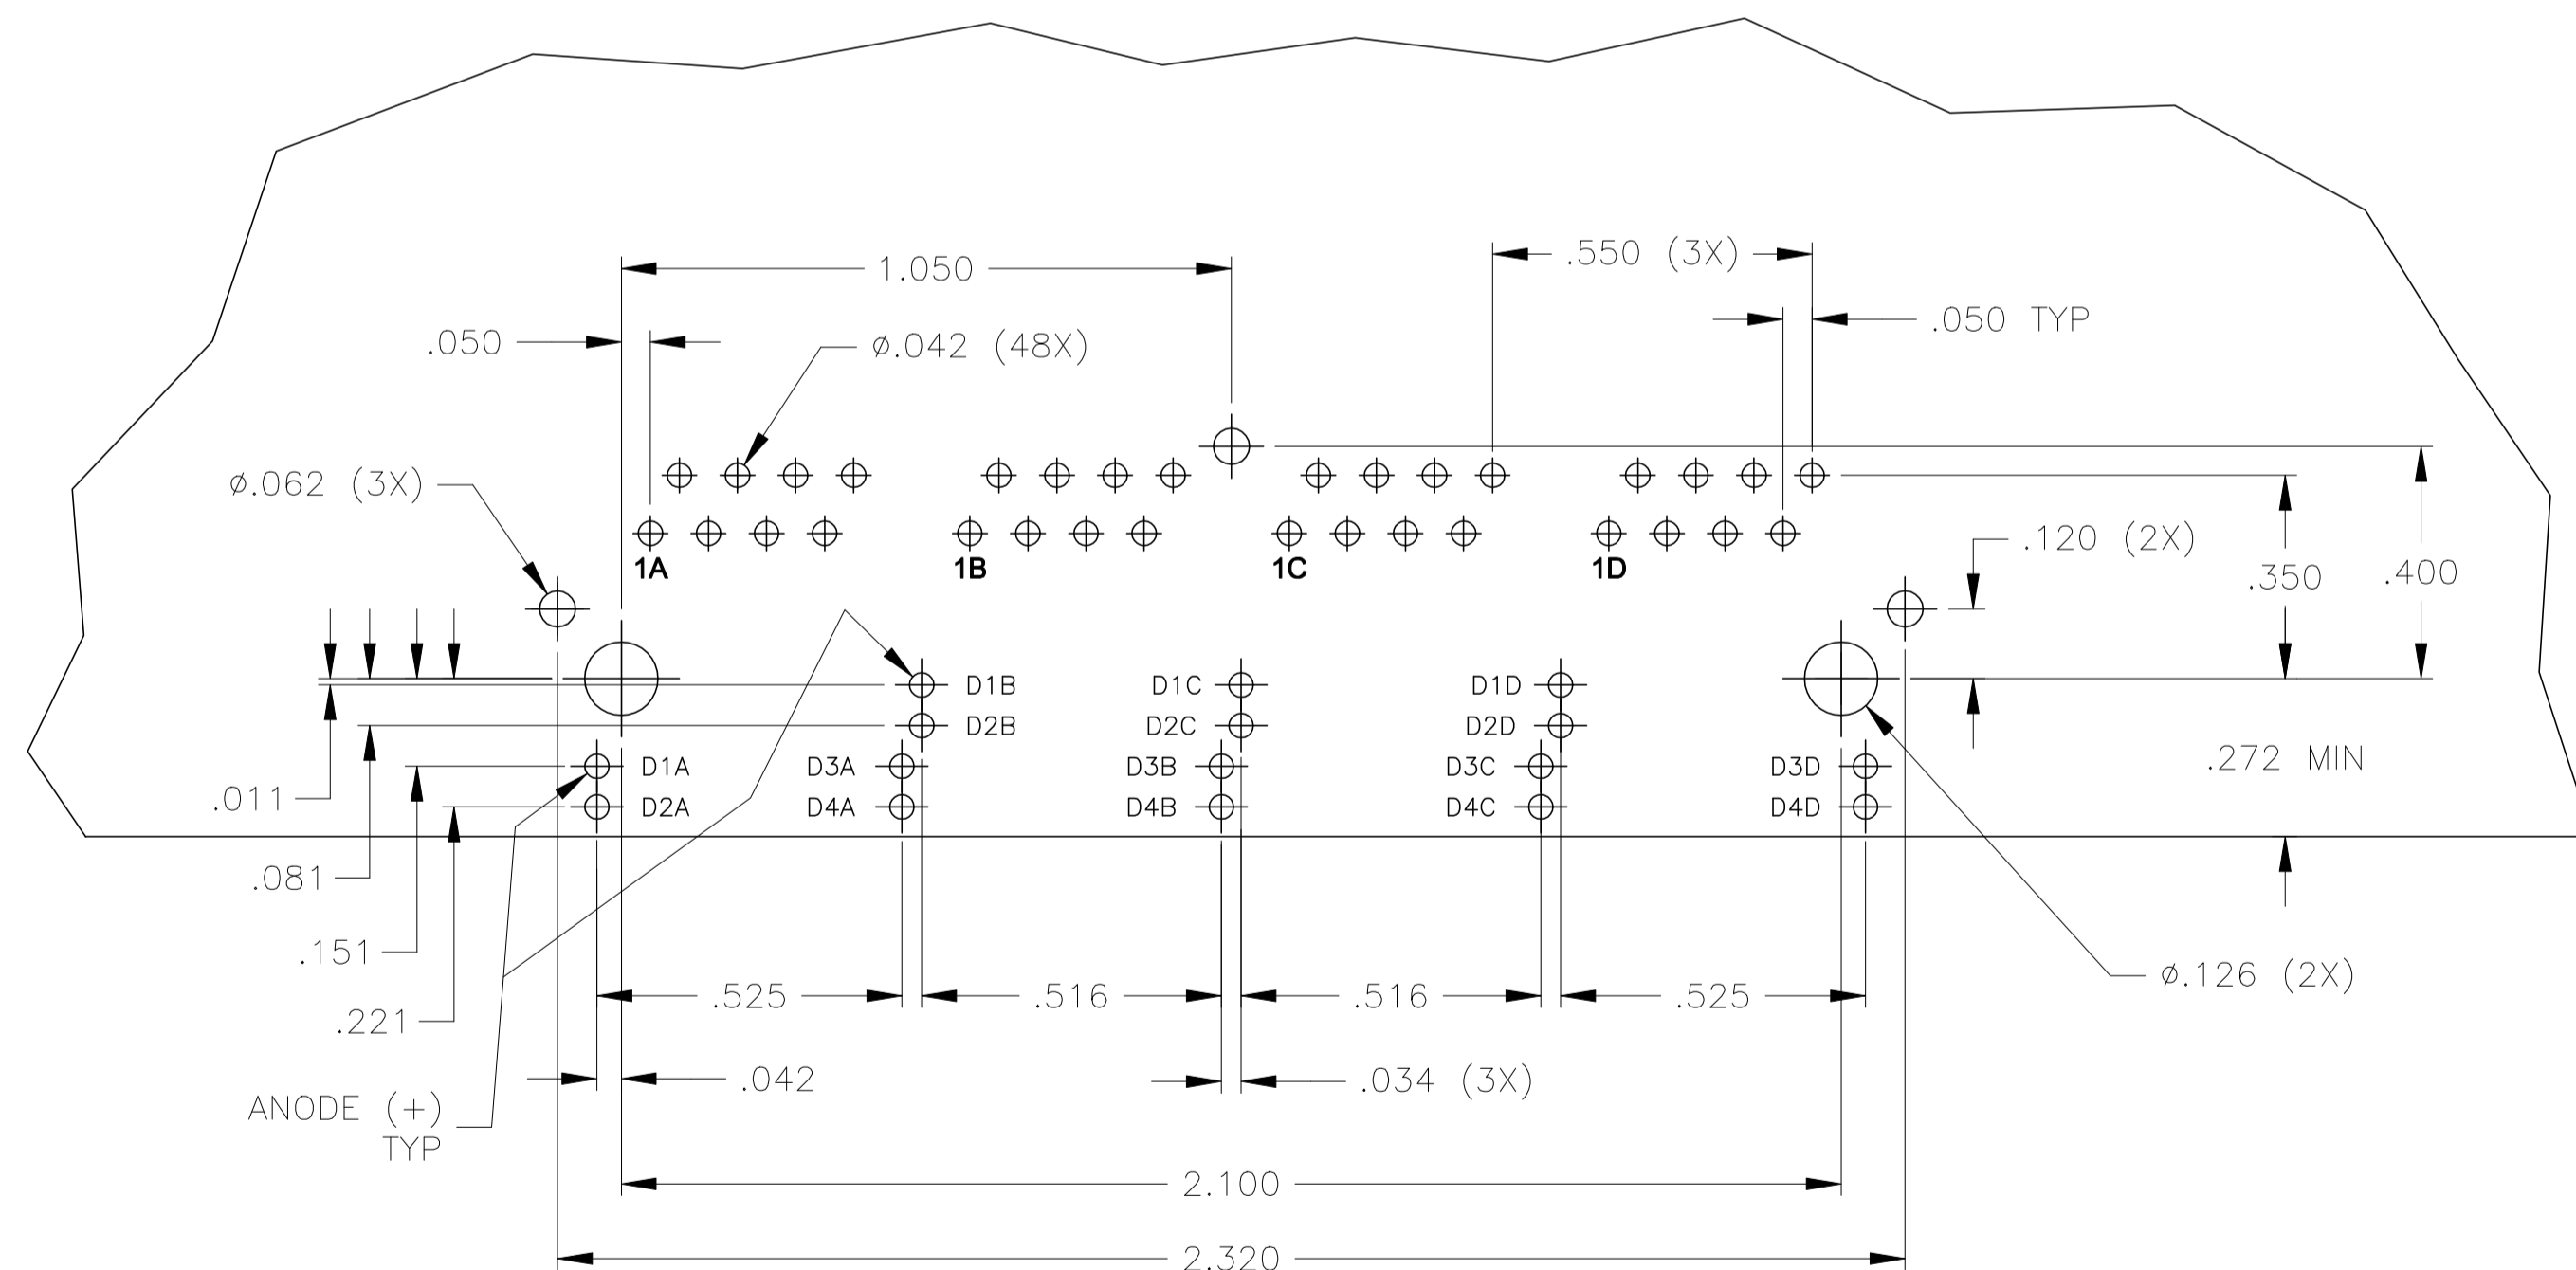 1.050
.550 (3X)
.050 TYP
.050
ø.042 (48X)
ø.062 (3X)
.120 (2X)
1A
1B
1C
1D
.350
.400
D1B
D1C
D1D
D2B
D2C
D2D
.272 MIN
D1A
D3A
D3B
D3C
D3D
.011
D2A
D4A
D4B
D4C
D4D
.081
.151
ø.126 (2X)
.525
.516
.516
.525
.221
.042
.034 (3X)
ANODE (+)
TYP
2.100
2.320